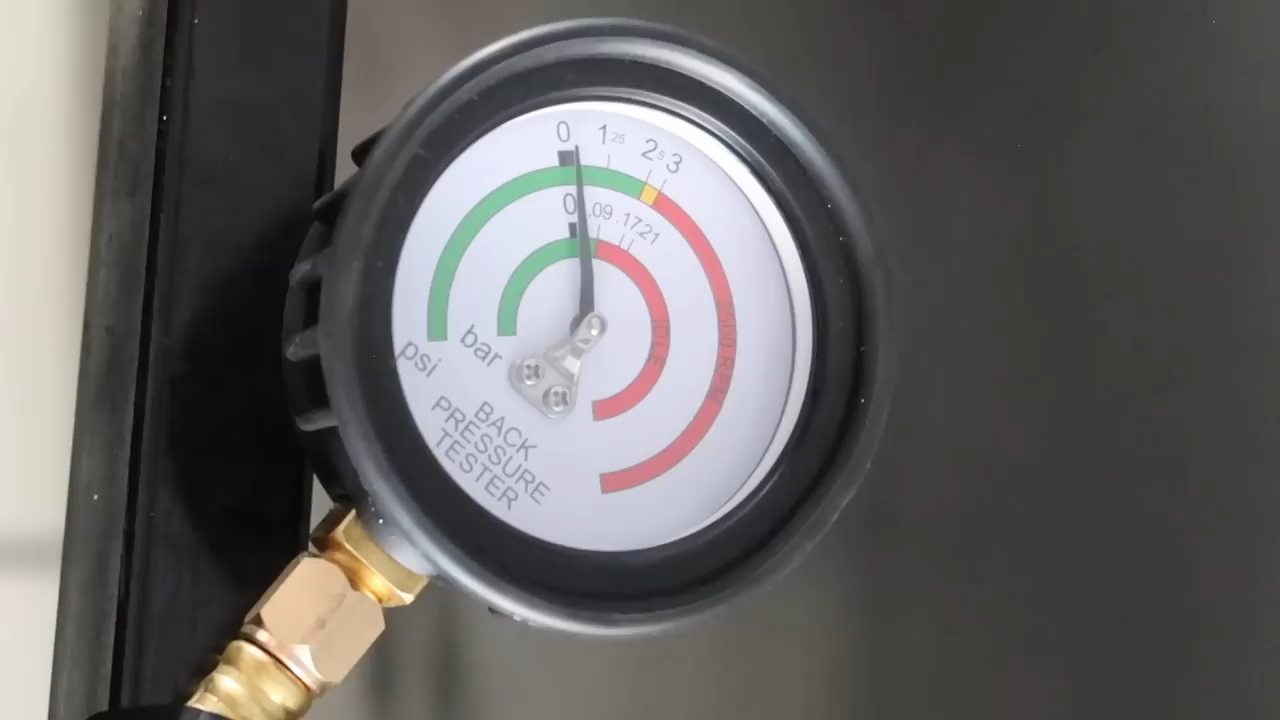 0 1.25 2.5 3
0 .09 .17 .21
IDLE
psi
bar
BACK
PRESSURE
TESTER